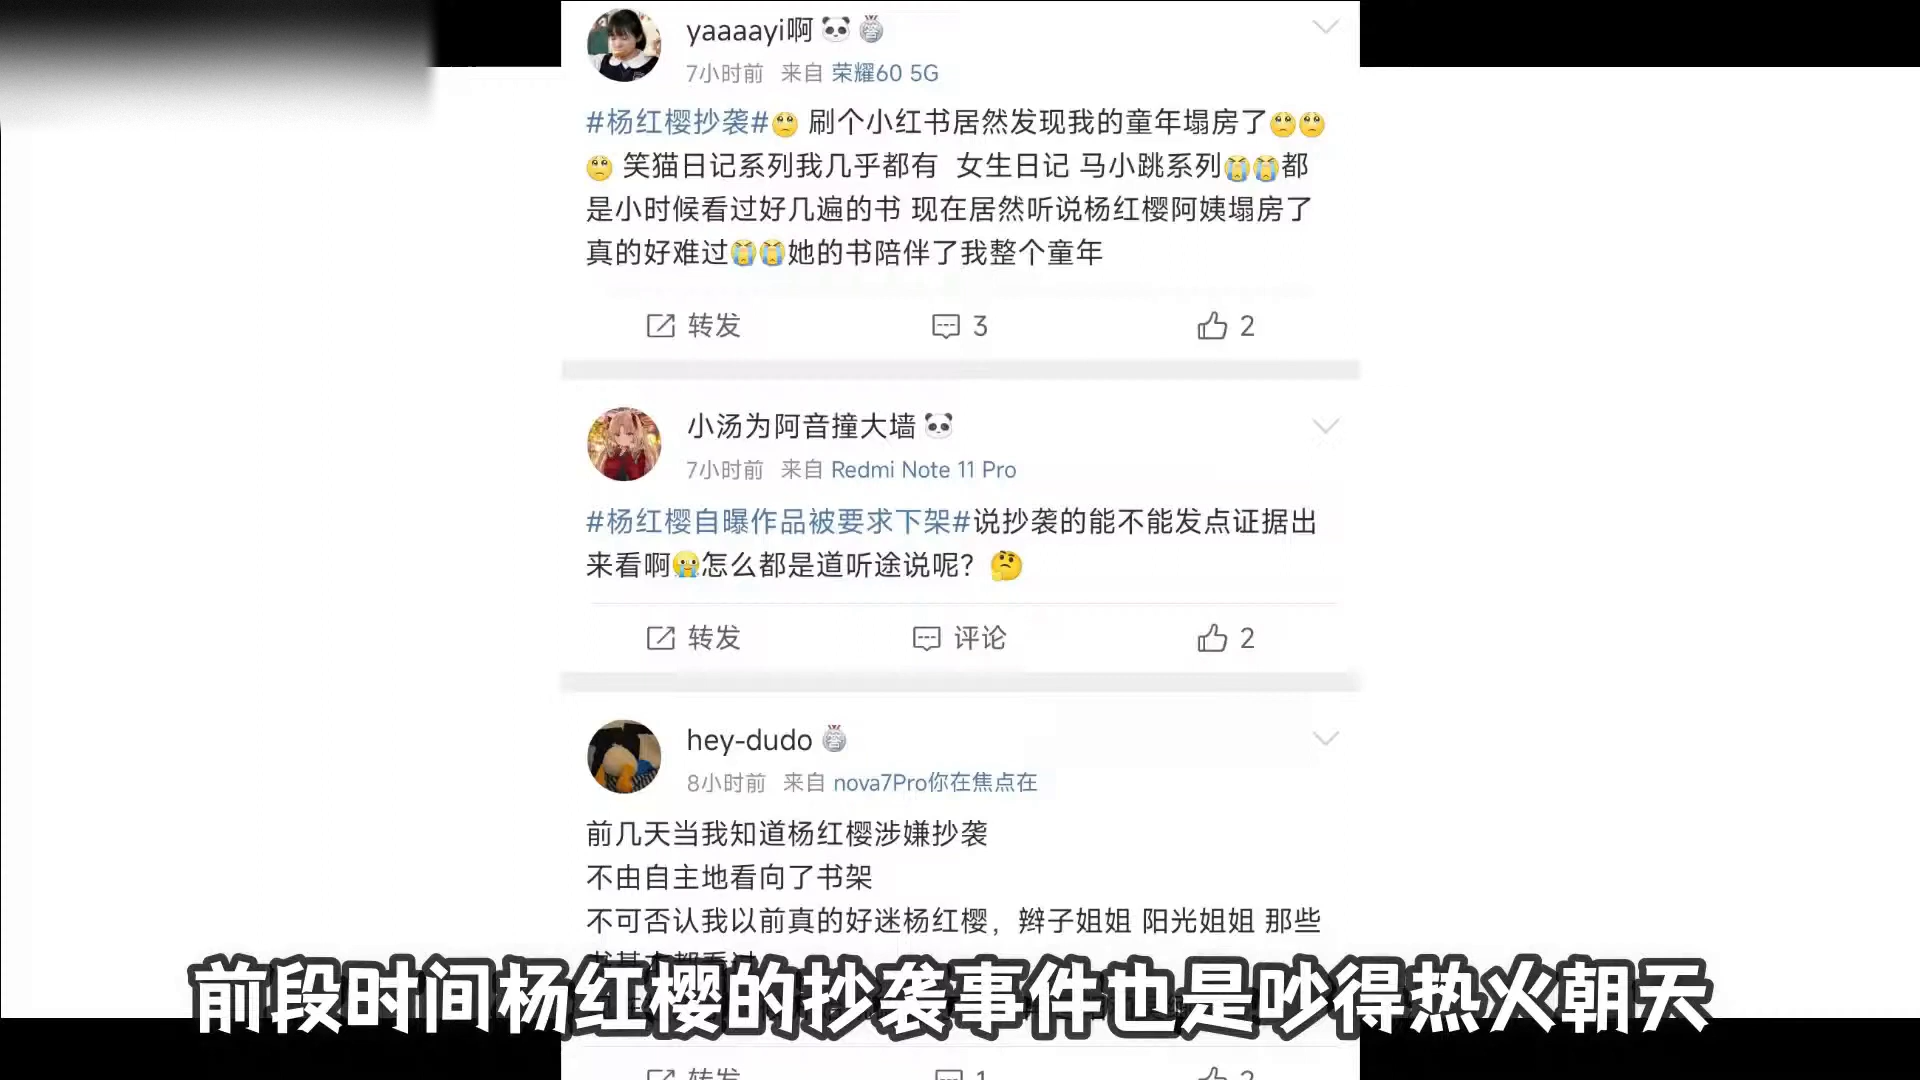 yaaaayi啊
7小时前 来自 荣耀60 5G
#杨红樱抄袭# 刷个小红书居然发现我的童年塌房了
笑猫日记系列我几乎都有 女生日记 马小跳系列都
是小时候看过好几遍的书 现在居然听说杨红樱阿姨塌房了
真的好难过她的书陪伴了我整个童年
转发 3 2
小汤为阿音撞大墙
7小时前 来自 Redmi Note 11 Pro
#杨红樱自曝作品被要求下架#说抄袭的能不能发点证据出
来看啊怎么都是道听途说呢？
转发 评论 2
hey-dudo
8小时前 来自 nova7Pro你在焦点在
前几天当我知道杨红樱涉嫌抄袭
不由自主地看向了书架
不可否认我以前真的好迷杨红樱，辫子姐姐 阳光姐姐 那些
前段时间杨红樱的抄袭事件也是吵得热火朝天
转发 1 2